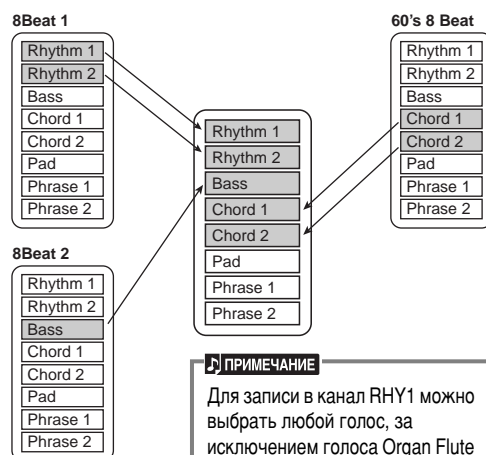 8Beat 1
Rhythm 1
Rhythm 2
Bass
Chord 1
Chord 2
Pad
Phrase 1
Phrase 2
8Beat 2
Rhythm 1
Rhythm 2
Bass
Chord 1
Chord 2
Pad
Phrase 1
Phrase 2
Rhythm 1
Rhythm 2
Bass
Chord 1
Chord 2
Pad
Phrase 1
Phrase 2
60's 8 Beat
Rhythm 1
Rhythm 2
Bass
Chord 1
Chord 2
Pad
Phrase 1
Phrase 2
ПРИМЕЧАНИЕ
Для записи в канал RHY1 можно
выбрать любой голос, за
исключением голоса Organ Flute